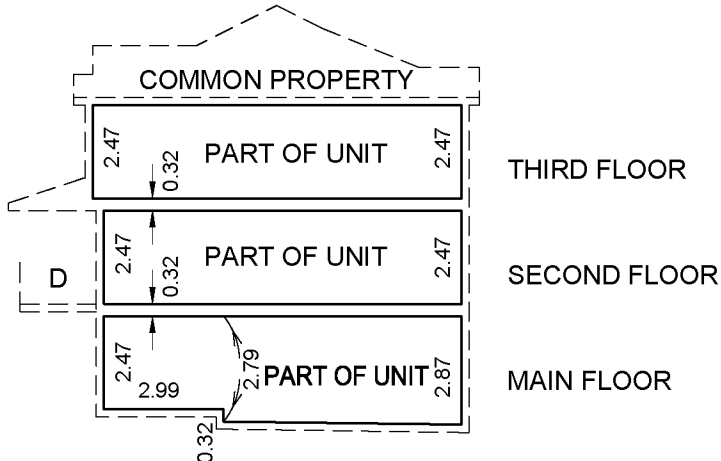 COMMON PROPERTY
2.47
PART OF UNIT
2.47
0.32
THIRD FLOOR
2.47
PART OF UNIT
2.47
0.32
D
SECOND FLOOR
2.47
2.99
2.79
PART OF UNIT
2.87
MAIN FLOOR
0.32